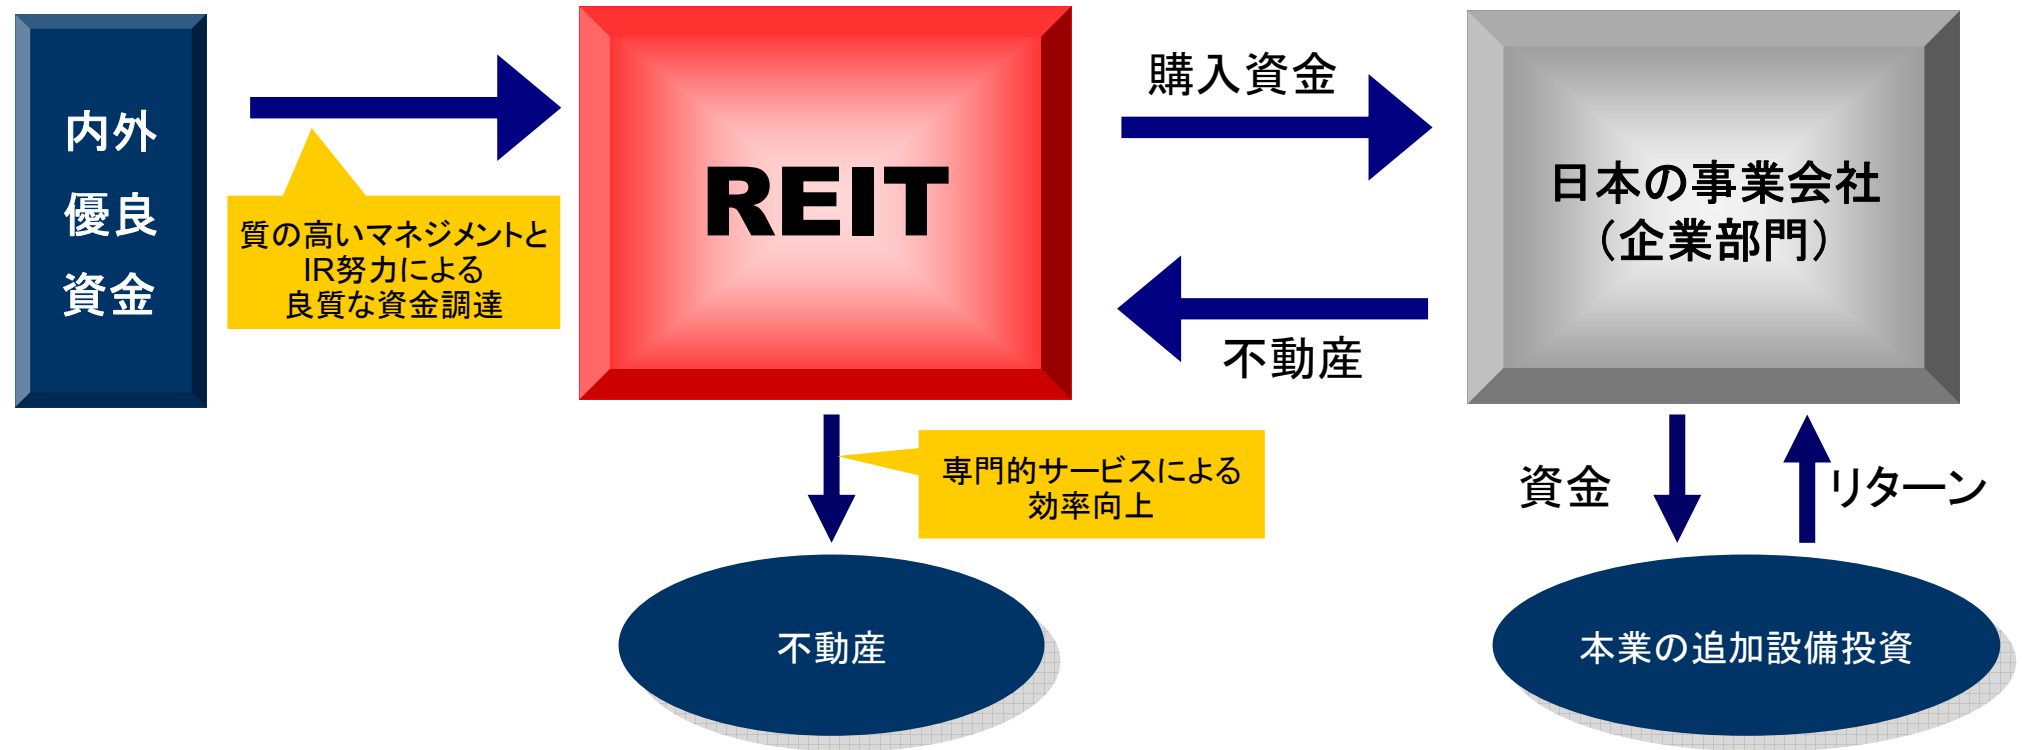 内外
優良
資金
質の高いマネジメントと
IR努力による
良質な資金調達
REIT
購入資金
不動産
日本の事業会社
（企業部門）
専門的サービスによる
効率向上
不動産
資金
リターン
本業の追加設備投資